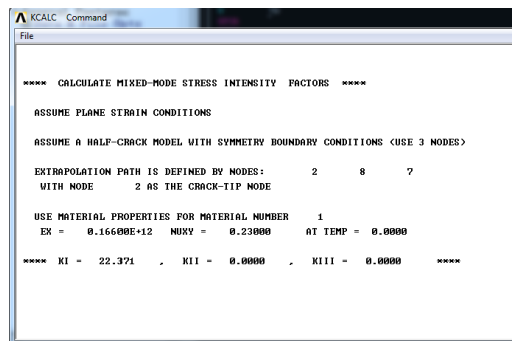 KCALC Command
File
**** CALCULATE MIXED-MODE STRESS INTENSITY FACTORS ****
ASSUME PLANE STRAIN CONDITIONS
ASSUME A HALF-CRACK MODEL WITH SYMMETRY BOUNDARY CONDITIONS (USE 3 NODES)
EXTRAPOLATION PATH IS DEFINED BY NODES: 2 8 7
WITH NODE 2 AS THE CRACK-TIP NODE
USE MATERIAL PROPERTIES FOR MATERIAL NUMBER 1
EX = 0.16600E+12 NUXY = 0.23000 AT TEMP = 0.0000
**** KI = 22.371 , KII = 0.0000 , KIII = 0.0000 ****